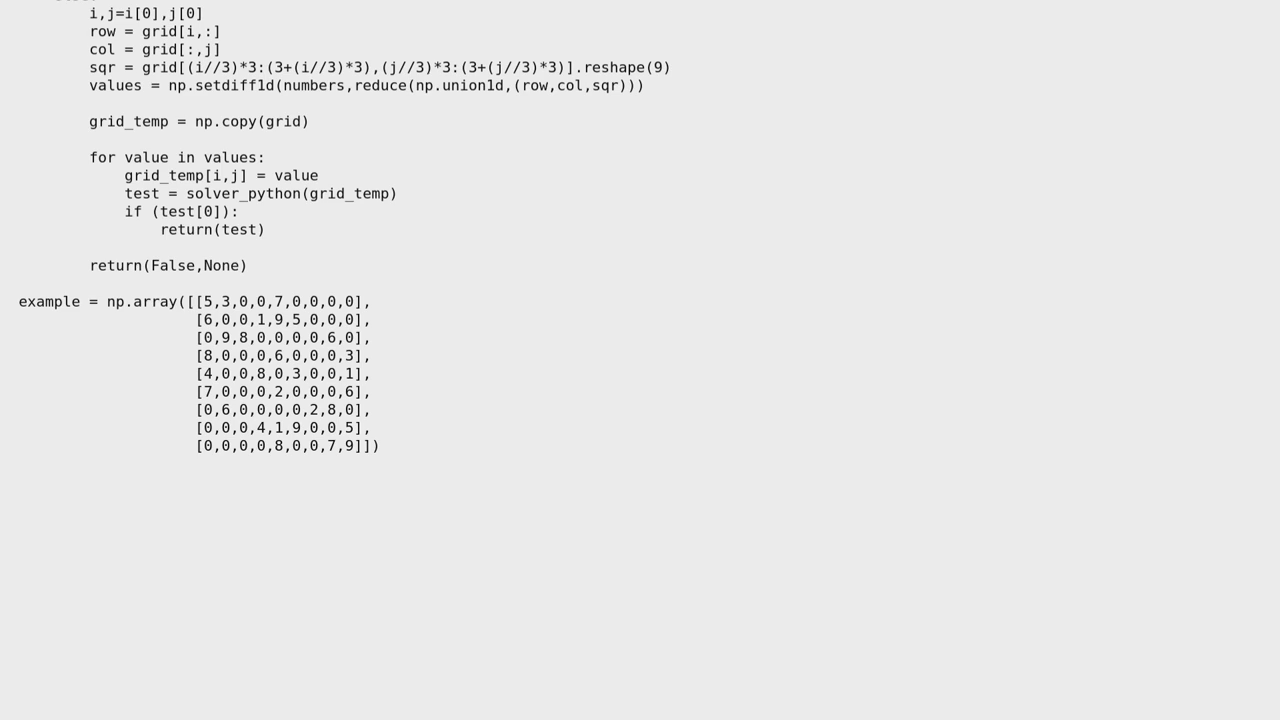 i,j=i[0],j[0]
row = grid[i,:]
col = grid[:,j]
sqr = grid[(i//3)*3:(3+(i//3)*3),(j//3)*3:(3+(j//3)*3)].reshape(9)
values = np.setdiff1d(numbers,reduce(np.union1d,(row,col,sqr)))
grid_temp = np.copy(grid)
for value in values:
grid_temp[i,j] = value
test = solver_python(grid_temp)
if (test[0]):
return(test)
return(False,None)
example = np.array([[5,3,0,0,7,0,0,0,0],
[6,0,0,1,9,5,0,0,0],
[0,9,8,0,0,0,0,6,0],
[8,0,0,0,6,0,0,0,3],
[4,0,0,8,0,3,0,0,1],
[7,0,0,0,2,0,0,0,6],
[0,6,0,0,0,0,2,8,0],
[0,0,0,4,1,9,0,0,5],
[0,0,0,0,8,0,0,7,9]])